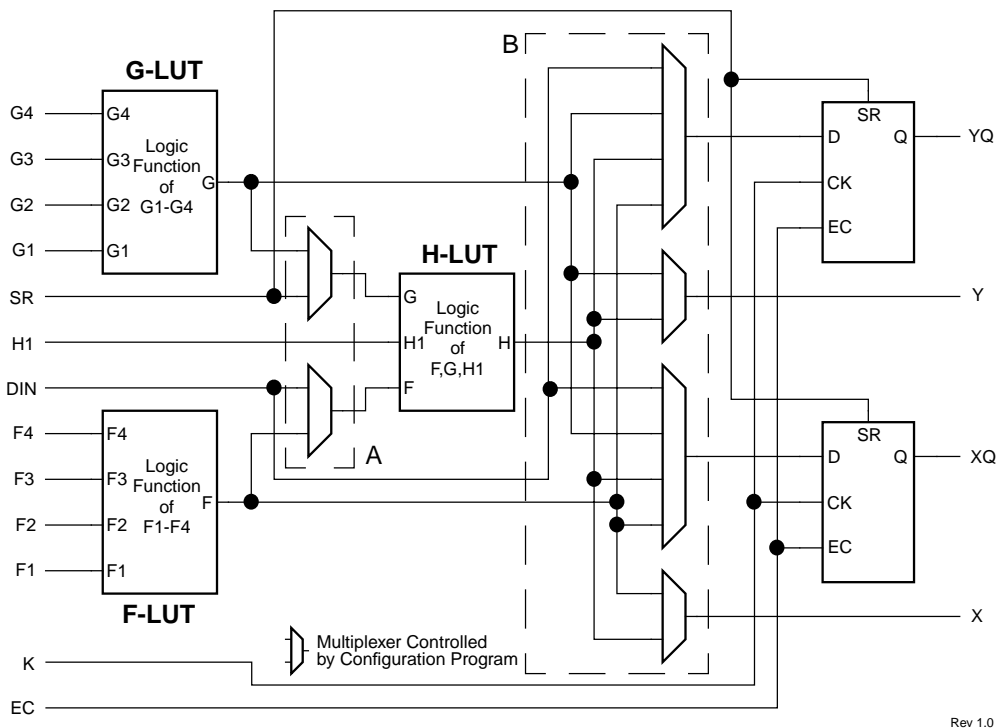 B
G-LUT
G4
G3
G2
G1
G4
G3
G2
G1
Logic
Function
of
G1-G4
G
SR
H1
DIN
H-LUT
G
H1
F
Logic
Function
of
F,G,H1
H
A
F4
F3
F2
F1
F4
F3
F2
F1
Logic
Function
of
F1-F4
F
F-LUT
SR
D
Q
CK
EC
YQ
Y
SR
D
Q
CK
EC
XQ
X
Multiplexer Controlled
by Configuration Program
K
EC
Rev 1.0